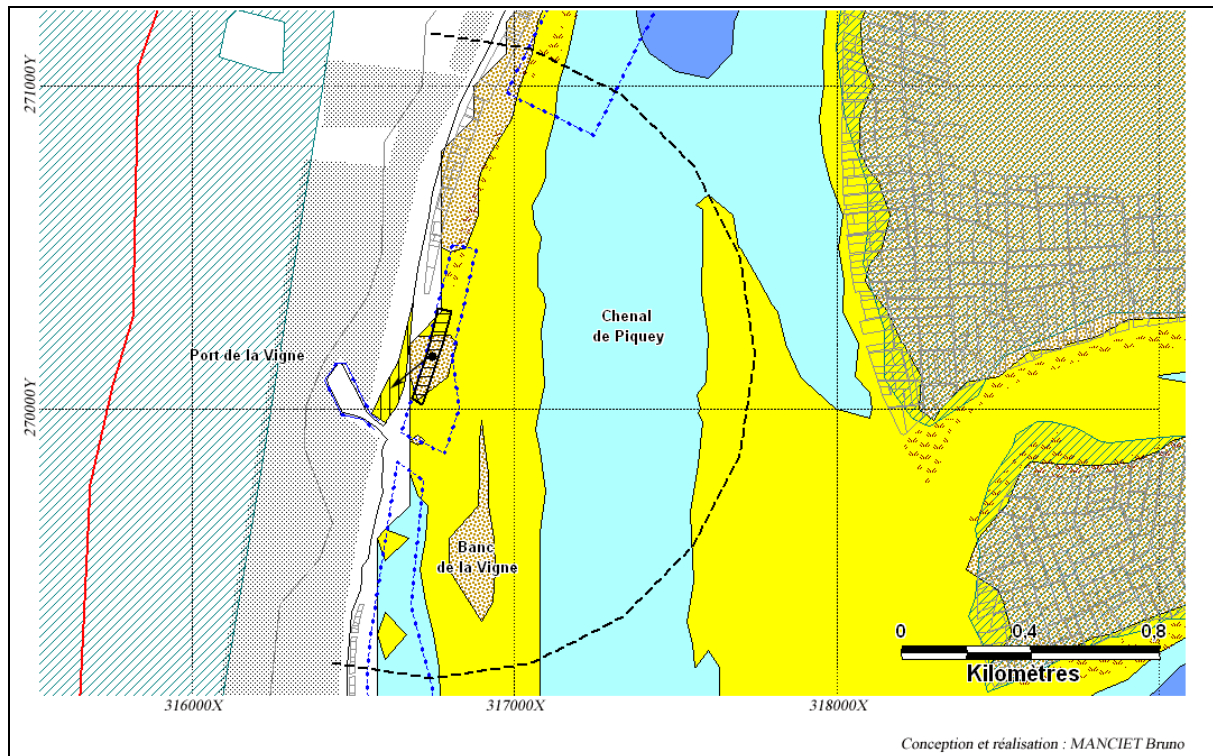 271000Y
Chenal
de Piquey
Port de la Vigne
270000Y
Banc
de la Vigne
0 0,4 0,8
Kilomètres
316000X 317000X 318000X
Conception et réalisation : MANCIET Bruno